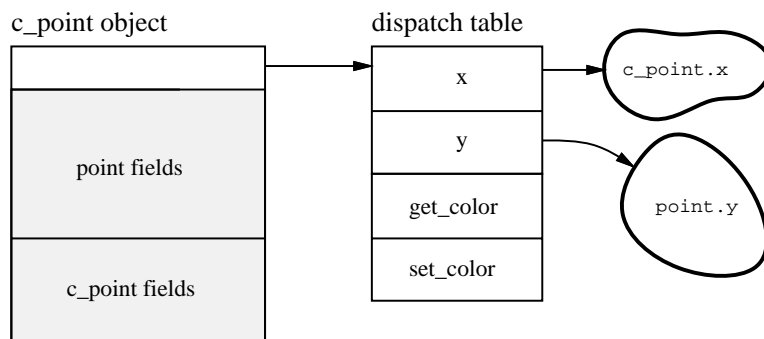 c_point object
dispatch table
x
c_point.x
y
point fields
get_color
point.y
set_color
c_point fields